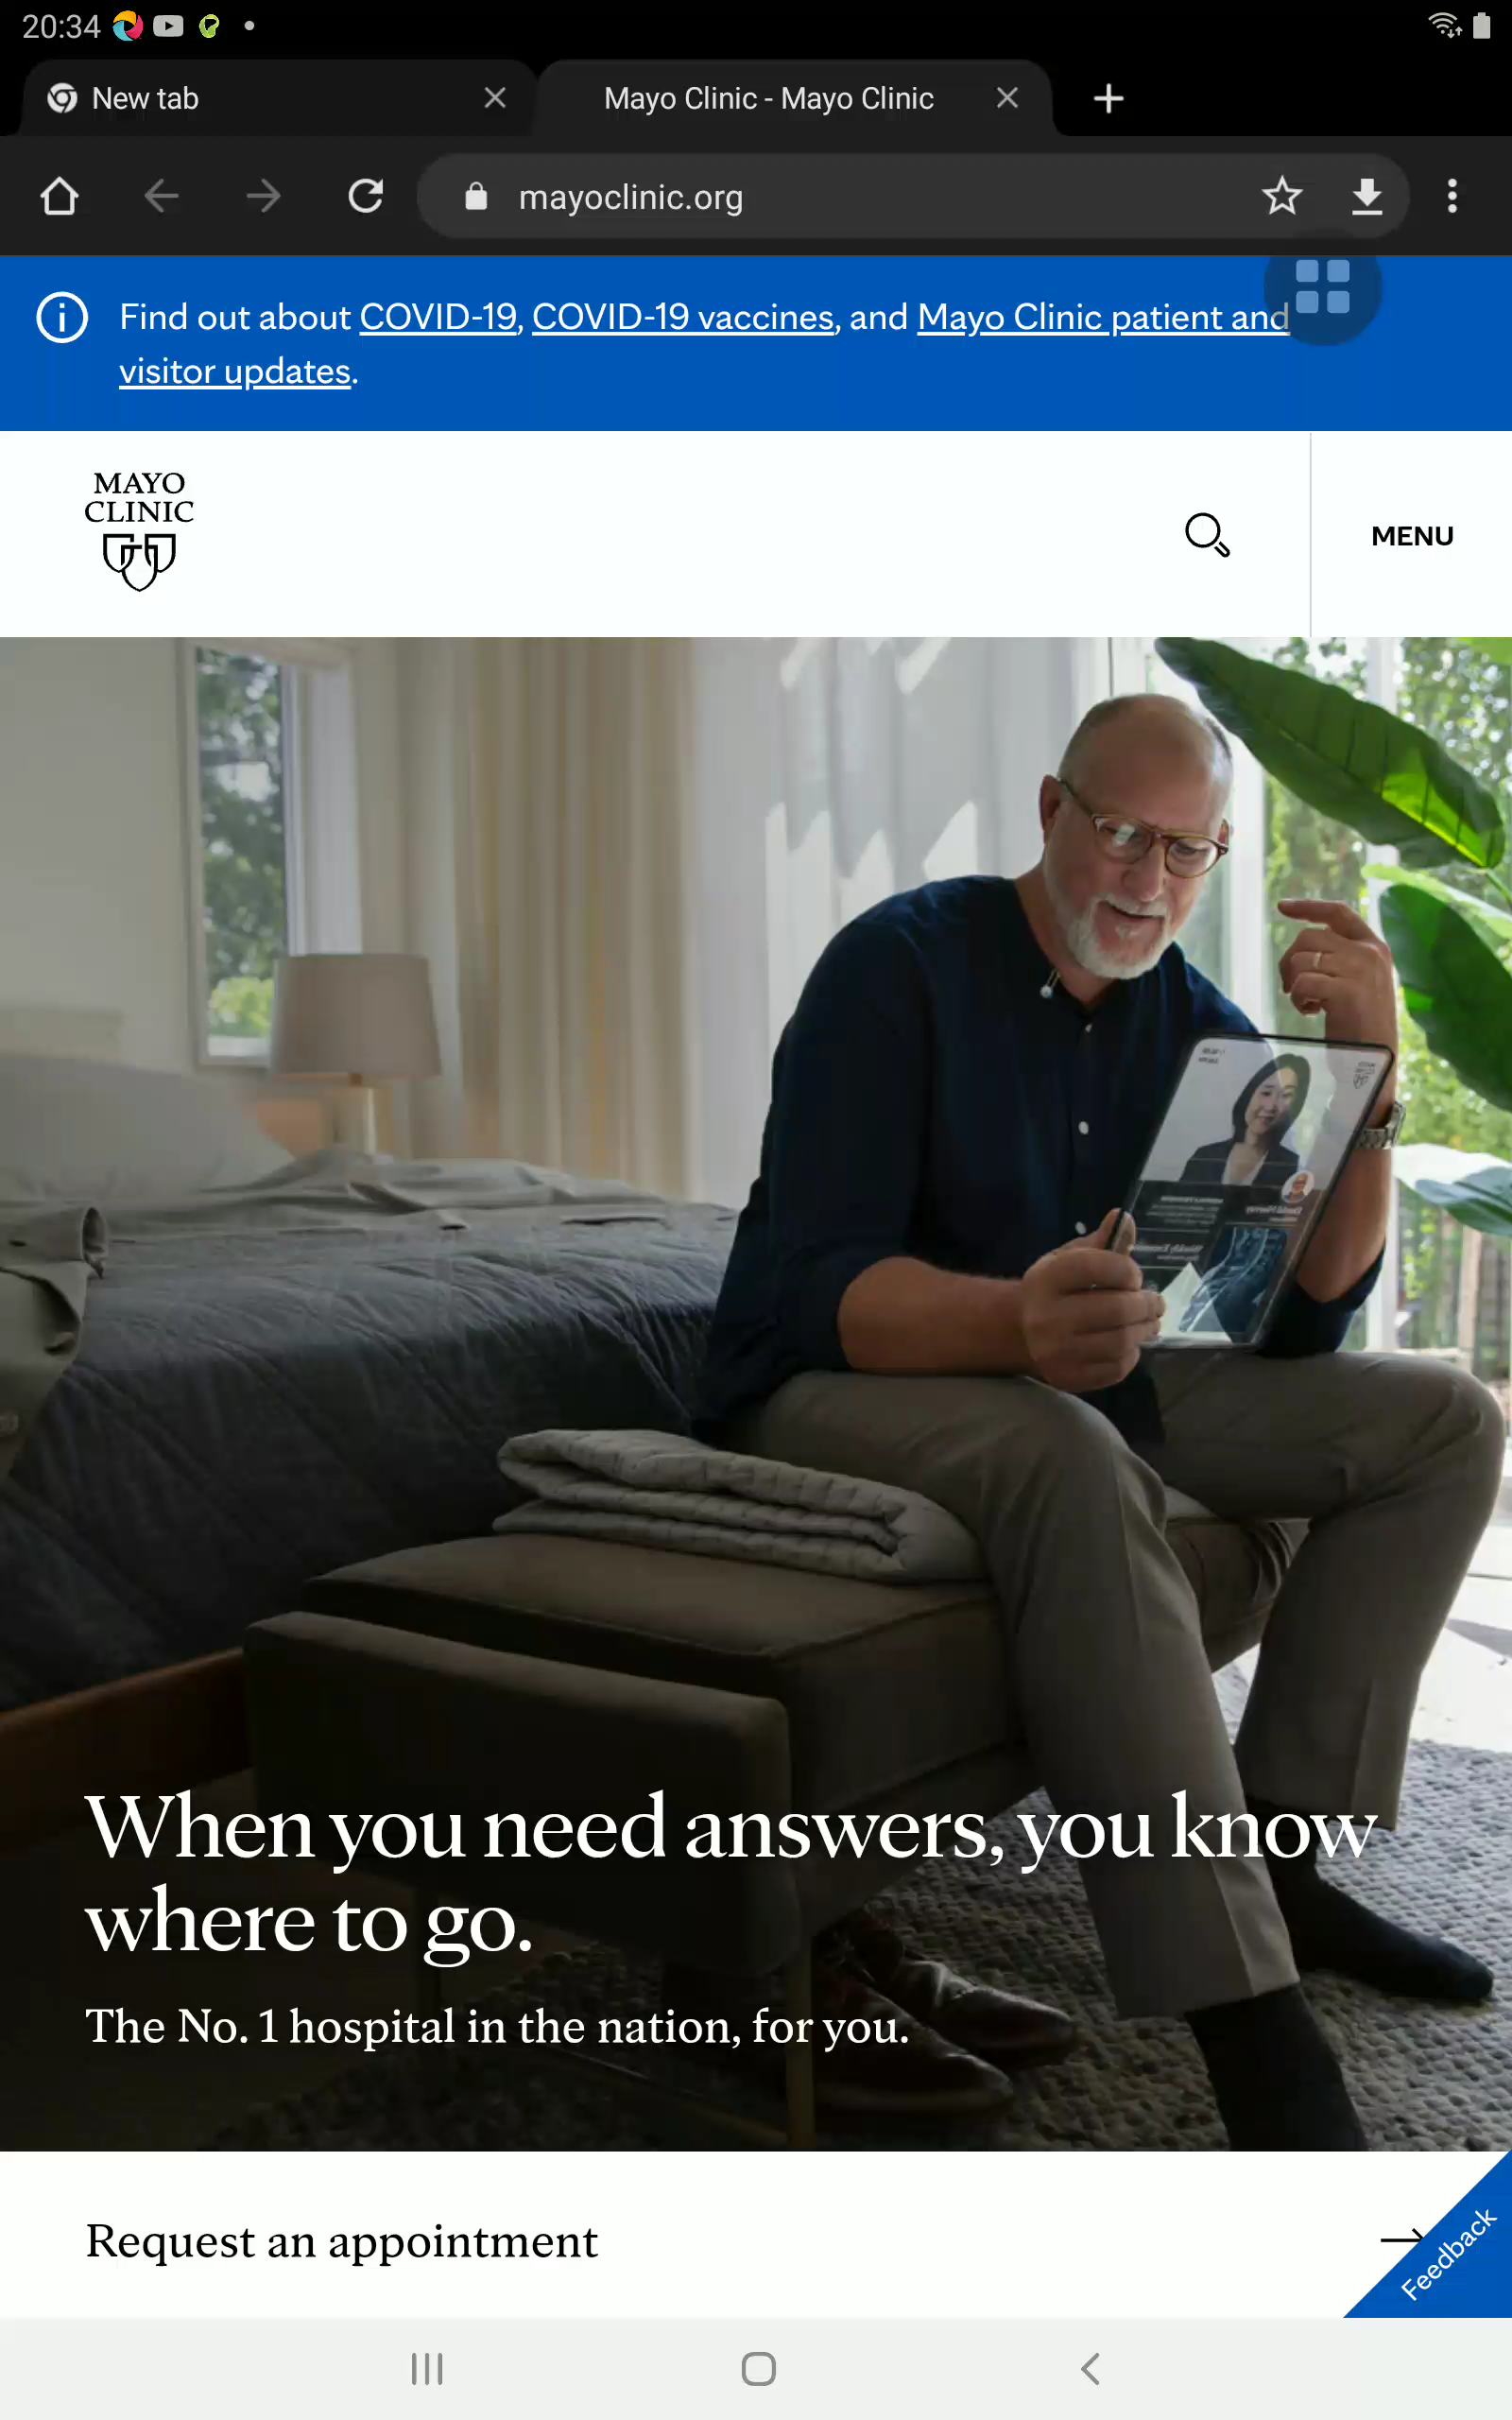 20:34
New tab
Mayo Clinic - Mayo Clinic
mayoclinic.org
Find out about COVID-19, COVID-19 vaccines, and Mayo Clinic patient and
visitor updates.
MAYO
CLINIC
MENU
When you need answers, you know
where to go.
The No. 1 hospital in the nation, for you.
Request an appointment
Feedback